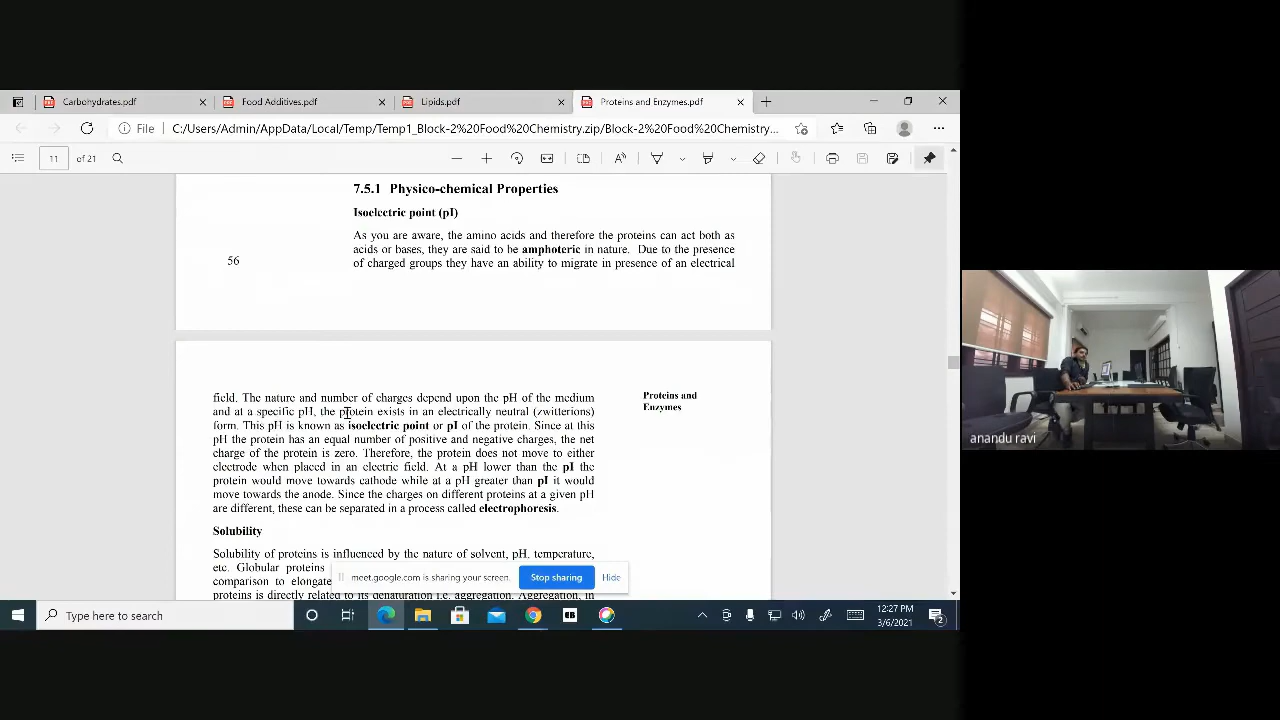 Carbohydrates.pdf
Food Additives.pdf
Lipids.pdf
Proteins and Enzymes.pdf
File
C:/Users/Admin/AppData/Local/Temp/Temp1_Block-2%20Food%20Chemistry.zip/Block-2%20Food%20Chemistry...
11 of 21
7.5.1 Physico-chemical Properties
Isoelectric point (pI)
As you are aware, the amino acids and therefore the proteins can act both as
acids or bases, they are said to be amphoteric in nature. Due to the presence
of charged groups they have an ability to migrate in presence of an electrical
56
field. The nature and number of charges depend upon the pH of the medium
and at a specific pH, the protein exists in an electrically neutral (zwitterions)
form. This pH is known as isoelectric point or pI of the protein. Since at this
pH the protein has an equal number of positive and negative charges, the net
charge of the protein is zero. Therefore, the protein does not move to either
electrode when placed in an electric field. At a pH lower than the pI the
protein would move towards cathode while at a pH greater than pI it would
move towards the anode. Since the charges on different proteins at a given pH
are different, these can be separated in a process called electrophoresis.
Proteins and
Enzymes
Solubility
Solubility of proteins is influenced by the nature of solvent, pH, temperature,
etc. Globular proteins
comparison to elongate
proteins is directly related to its denaturation i.e. aggregation. Aggregation, in
meet.google.com is sharing your screen.
Stop sharing
Hide
Type here to search
12:27 PM
3/6/2021
2
anandu ravi